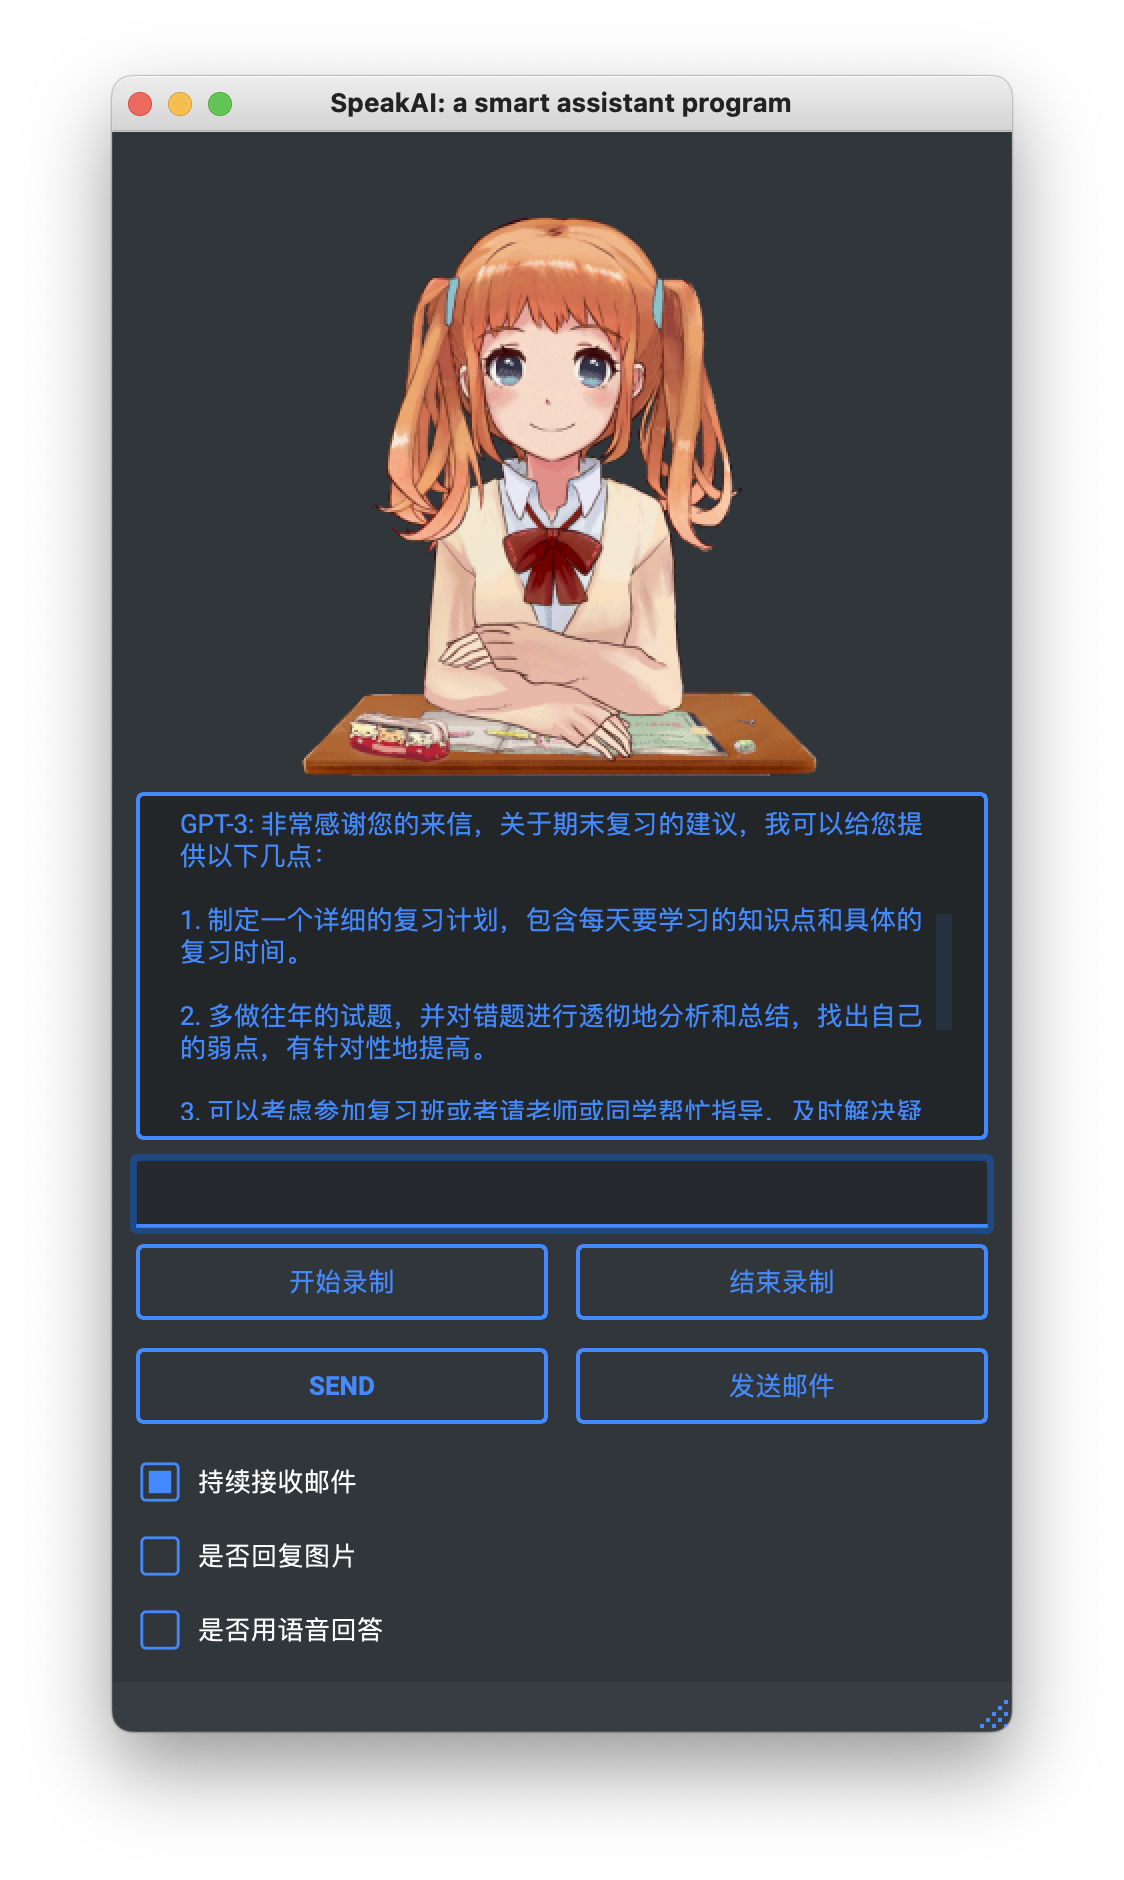 SpeakAI: a smart assistant program
GPT-3: 非常感谢您的来信，关于期末复习的建议，我可以给您提
供以下几点：
1. 制定一个详细的复习计划，包含每天要学习的知识点和具体的
复习时间。
2. 多做往年的试题，并对错题进行透彻地分析和总结，找出自己
的弱点，有针对性地提高。
3. 可以考虑参加复习班或者请老师或同学帮忙指导，及时解决疑
开始录制
结束录制
SEND
发送邮件
持续接收邮件
是否回复图片
是否用语音回答